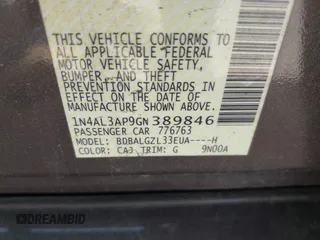 THIS VEHICLE CONFORMS TO
ALL APPLICABLE FEDERAL
MOTOR VEHICLE SAFETY,
BUMPER, AND THEFT
PREVENTION STANDARDS IN
EFFECT ON THE DATE OF
MANUFACTURE SHOWN ABOVE.
1N4AL3AP9GN389846
PASSENGER CAR 776763
MODEL: BDBALGZL33EUA----H
COLOR: CAJ TRIM: G 9N00A
DREAMBID